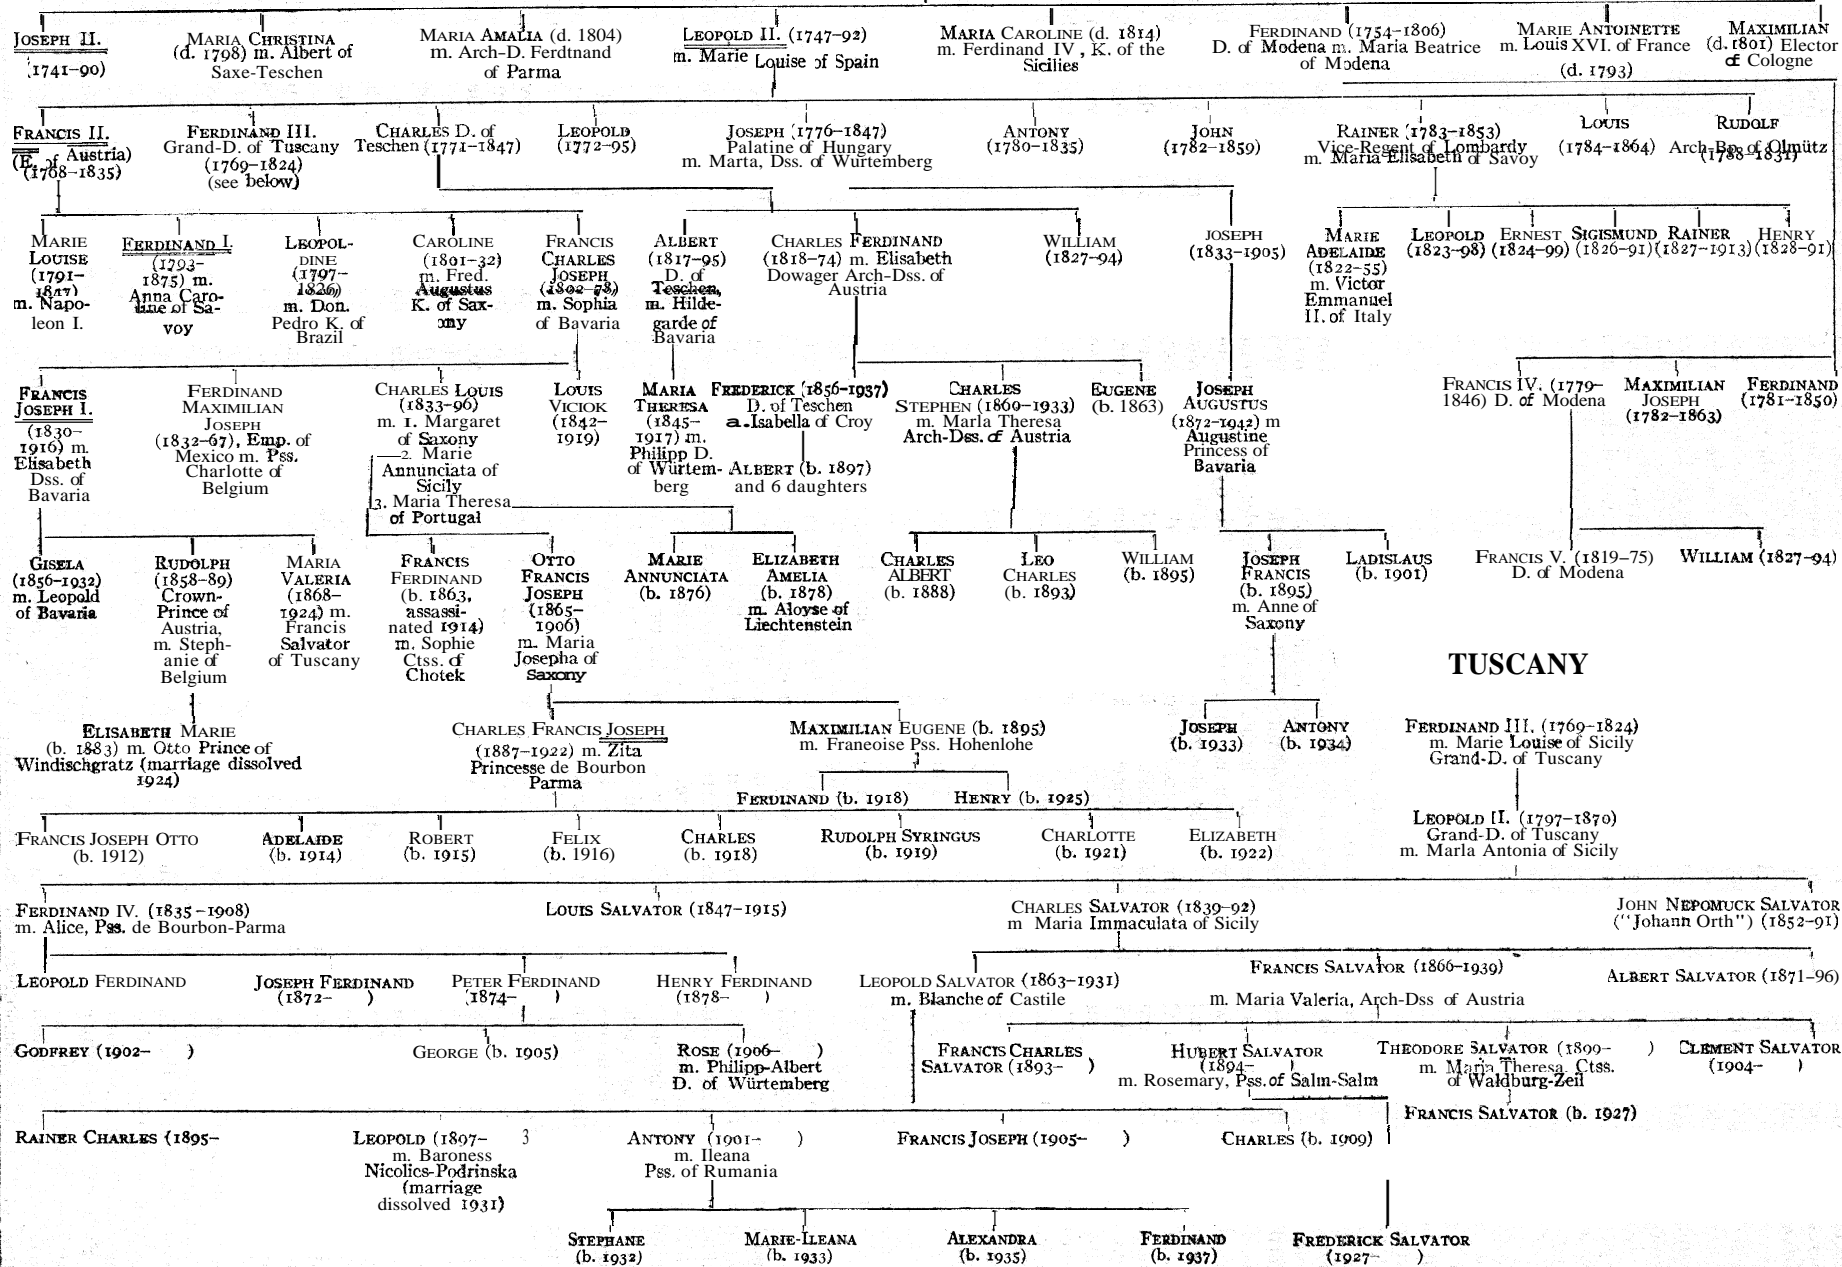 JOSEPH II.
(1741-90)
MARIA CHRISTINA
(d. 1798) m. Albert of
Saxe-Teschen
MARIA AMALIA (d. 1804)
m. Arch-D. Ferdtnand
of Parma
LEOPOLD II. (1747-92)
m. Marie Louise of Spain
MARIA CAROLINE (d. 1814)
m. Ferdinand IV, K. of the
Sicilies
FERDINAND (1754-1806)
D. of Modena m. Maria Beatrice
of Modena
MARIE ANTOINETTE
m. Louis XVI. of France
(d. 1793)
MAXIMILIAN
(d. 1801) Elector
of Cologne
FRANCIS II.
(E. of Austria)
(1768-1835)
FERDINAND III.
Grand-D. of Tuscany
(1769-1824)
(see below)
CHARLES D. of
Teschen (1771-1847)
LEOPOLD
(1772-95)
JOSEPH (1776-1847)
Palatine of Hungary
m. Marta, Dss. of Wurtemberg
ANTONY
(1780-1835)
JOHN
(1782-1859)
RAINER (1783-1853)
Vice-Regent of Lombardy
m. Maria Elisabeth of Savoy
LOUIS
(1784-1864)
RUDOLF
Arch-Bp. of Olmütz
(1788-1831)
MARIE
LOUISE
(1791-
1847)
m. Napo-
leon I.
FERDINAND I.
(1793-
1875) m.
Anna Caro-
line of Sa-
voy
LEOPOL-
DINE
(1797-
1826)
m. Don.
Pedro K. of
Brazil
CAROLINE
(1801-32)
m. Fred.
Augustus
K. of Sax-
ony
FRANCIS
CHARLES
JOSEPH
(1802-78)
m. Sophia
of Bavaria
ALBERT
(1817-95)
D. of
Teschen,
m. Hilde-
garde of
Bavaria
CHARLES FERDINAND
(1818-74) m. Elisabeth
Dowager Arch-Dss. of
Austria
WILLIAM
(1827-94)
JOSEPH
(1833-1905)
MARIE
ADELAIDE
(1822-55)
m. Victor
Emmanuel
II. of Italy
LEOPOLD
(1823-98)
ERNEST
(1824-99)
SIGISMUND
(1826-91)
RAINER
(1827-1913)
HENRY
(1828-91)
FRANCIS
JOSEPH I.
(1830-
1916) m.
Elisabeth
Dss. of
Bavaria
FERDINAND
MAXIMILIAN
JOSEPH
(1832-67), Emp. of
Mexico m. Pss.
Charlotte of
Belgium
CHARLES LOUIS
(1833-96)
m. 1. Margaret
of Saxony
2. Marie
Annunciata of
Sicily
3. Maria Theresa
of Portugal
LOUIS
VICIOK
(1842-
1919)
MARIA
THERESA
(1845-
1917) m.
Philipp D.
of Würtem-
berg
FREDERICK (1856-1937)
D. of Teschen
a. Isabella of Croy
ALBERT (b. 1897)
and 6 daughters
CHARLES
STEPHEN (1860-1933)
m. Marla Theresa
Arch-Dss. of Austria
EUGENE
(b. 1863)
JOSEPH
AUGUSTUS
(1872-1942) m
Augustine
Princess of
Bavaria
FRANCIS IV. (1779-
1846) D. of Modena
MAXIMILIAN
JOSEPH
(1782-1863)
FERDINAND
(1781-1850)
GISELA
(1856-1932)
m. Leopold
of Bavaria
RUDOLPH
(1858-89)
Crown-
Prince of
Austria,
m. Steph-
anie of
Belgium
MARIA
VALERIA
(1868-
1924) m.
Francis
Salvator
of Tuscany
FRANCIS
FERDINAND
(b. 1863,
assassi-
nated 1914)
m. Sophie
Ctss. of
Chotek
OTTO
FRANCIS
JOSEPH
(1865-
1906)
m. Maria
Josepha of
Saxony
MARIE
ANNUNCIATA
(b. 1876)
ELIZABETH
AMELIA
(b. 1878)
m. Aloyse of
Liechtenstein
CHARLES
ALBERT
(b. 1888)
LEO
CHARLES
(b. 1893)
WILLIAM
(b. 1895)
JOSEPH
FRANCIS
(b. 1895)
m. Anne of
Saxony
LADISLAUS
(b. 1901)
FRANCIS V. (1819-75)
D. of Modena
WILLIAM (1827-94)
ELISABETH MARIE
(b. 1883) m. Otto Prince of
Windischgratz (marriage dissolved
1924)
CHARLES FRANCIS JOSEPH
(1887-1922) m. Zita
Princesse de Bourbon
Parma
MAXIMILIAN EUGENE (b. 1895)
m. Franeoise Pss. Hohenlohe
FERDINAND (b. 1918)
HENRY (b. 1925)
JOSEPH
(b. 1933)
ANTONY
(b. 1934)
TUSCANY
FERDINAND III. (1769-1824)
m. Marie Louise of Sicily
Grand-D. of Tuscany
LEOPOLD II. (1797-1870)
Grand-D. of Tuscany
m. Marla Antonia of Sicily
FRANCIS JOSEPH OTTO
(b. 1912)
ADELAIDE
(b. 1914)
ROBERT
(b. 1915)
FELIX
(b. 1916)
CHARLES
(b. 1918)
RUDOLPH SYRINGUS
(b. 1919)
CHARLOTTE
(b. 1921)
ELIZABETH
(b. 1922)
FERDINAND IV. (1835-1908)
m. Alice, Pss. de Bourbon-Parma
LOUIS SALVATOR (1847-1915)
CHARLES SALVATOR (1839-92)
m Maria Immaculata of Sicily
JOHN NEPOMUCK SALVATOR
("Johann Orth") (1852-91)
LEOPOLD FERDINAND
JOSEPH FERDINAND
(1872- )
PETER FERDINAND
(1874- )
HENRY FERDINAND
(1878- )
LEOPOLD SALVATOR (1863-1931)
m. Blanche of Castile
FRANCIS SALVATOR (1866-1939)
m. Maria Valeria, Arch-Dss of Austria
ALBERT SALVATOR (1871-96)
GODFREY (1902- )
GEORGE (b. 1905)
ROSE (1906- )
m. Philipp-Albert
D. of Würtemberg
FRANCIS CHARLES
SALVATOR (1893- )
HUBERT SALVATOR
(1894- )
m. Rosemary, Pss. of Salm-Salm
THEODORE SALVATOR (1899- )
m. Maria Theresa, Ctss.
of Waldburg-Zeil
CLEMENT SALVATOR
(1904- )
FRANCIS SALVATOR (b. 1927)
RAINER CHARLES (1895-
LEOPOLD (1897- 3
m. Baroness
Nicolics-Podrinska
(marriage
dissolved 1931)
ANTONY (1901- )
m. Ileana
Pss. of Rumania
FRANCIS JOSEPH (1905- )
CHARLES (b. 1909)
STEPHANE
(b. 1932)
MARIE-ILEANA
(b. 1933)
ALEXANDRA
(b. 1935)
FERDINAND
(b. 1937)
FREDERICK SALVATOR
(1927- )